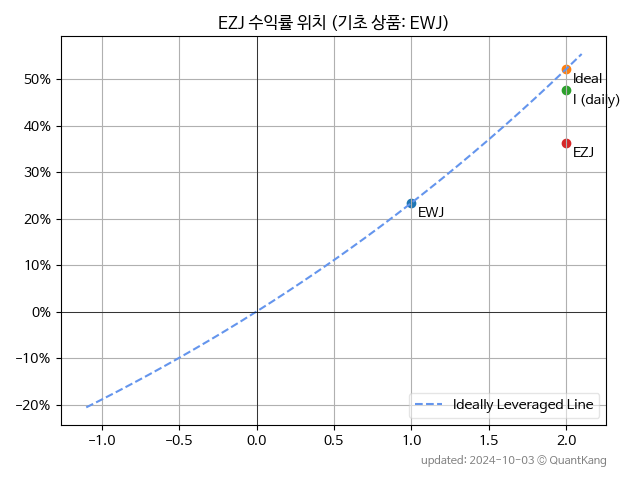 EZJ 수익률 위치 (기초 상품: EWJ)
50%
40%
30%
20%
10%
0%
−10%
−20%
Ideal
I (daily)
EZJ
EWJ
Ideally Leveraged Line
−1.0 −0.5 0.0 0.5 1.0 1.5 2.0
updated: 2024-10-03 © QuantKang